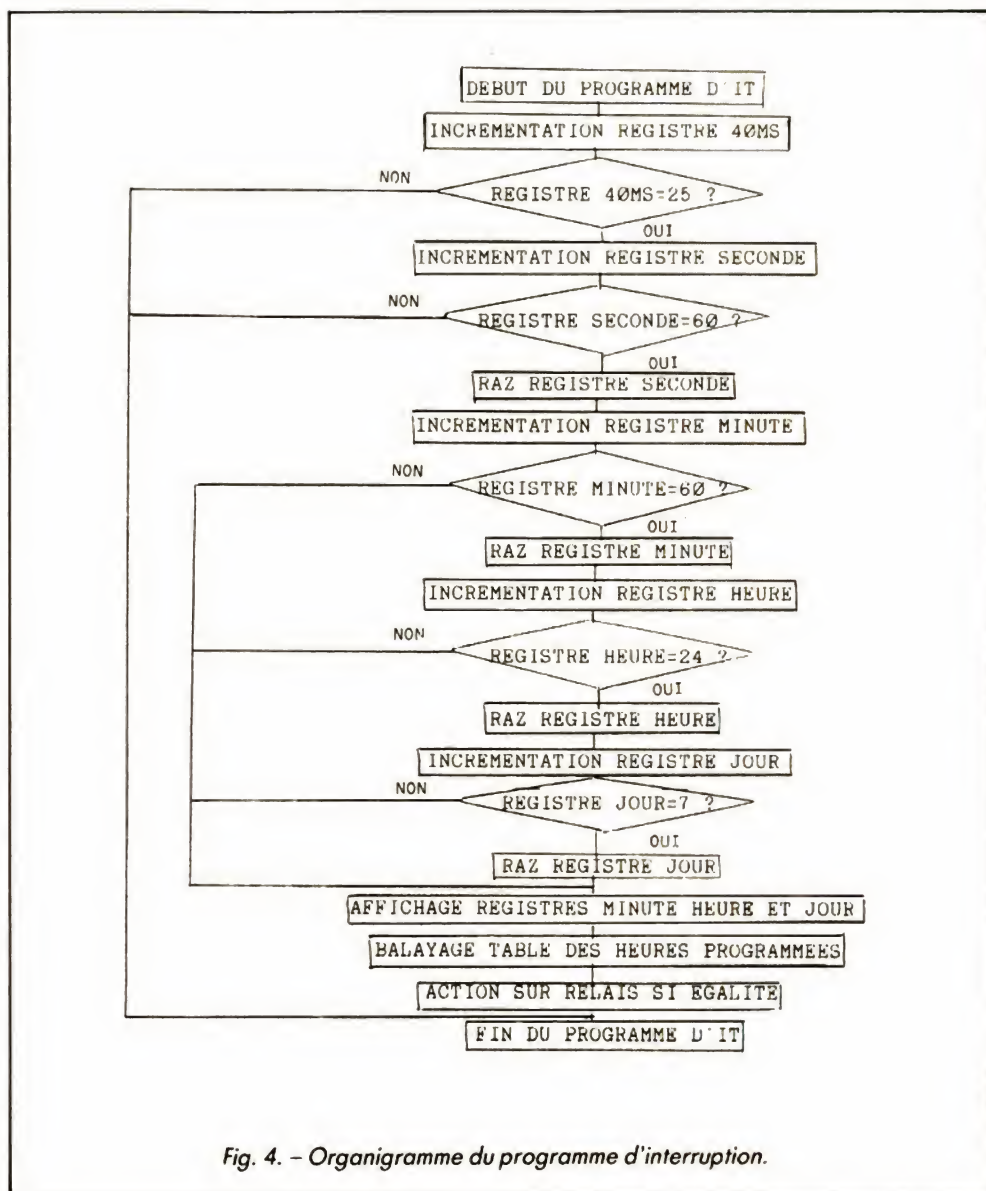 DEBUT DU PROGRAMME D'IT
INCREMENTATION REGISTRE 4ØMS
NON
REGISTRE 4ØMS=25 ?
OUI
INCREMENTATION REGISTRE SECONDE
NON
REGISTRE SECONDE=6Ø ?
OUI
RAZ REGISTRE SECONDE
INCREMENTATION REGISTRE MINUTE
NON
REGISTRE MINUTE=6Ø ?
OUI
RAZ REGISTRE MINUTE
INCREMENTATION REGISTRE HEURE
NON
REGISTRE HEURE=24 ?
OUI
RAZ REGISTRE HEURE
INCREMENTATION REGISTRE JOUR
NON
REGISTRE JOUR=7 ?
OUI
RAZ REGISTRE JOUR
AFFICHAGE REGISTRES MINUTE HEURE ET JOUR
BALAYAGE TABLE DES HEURES PROGRAMMEES
ACTION SUR RELAIS SI EGALITE
FIN DU PROGRAMME D'IT
Fig. 4. – Organigramme du programme d'interruption.